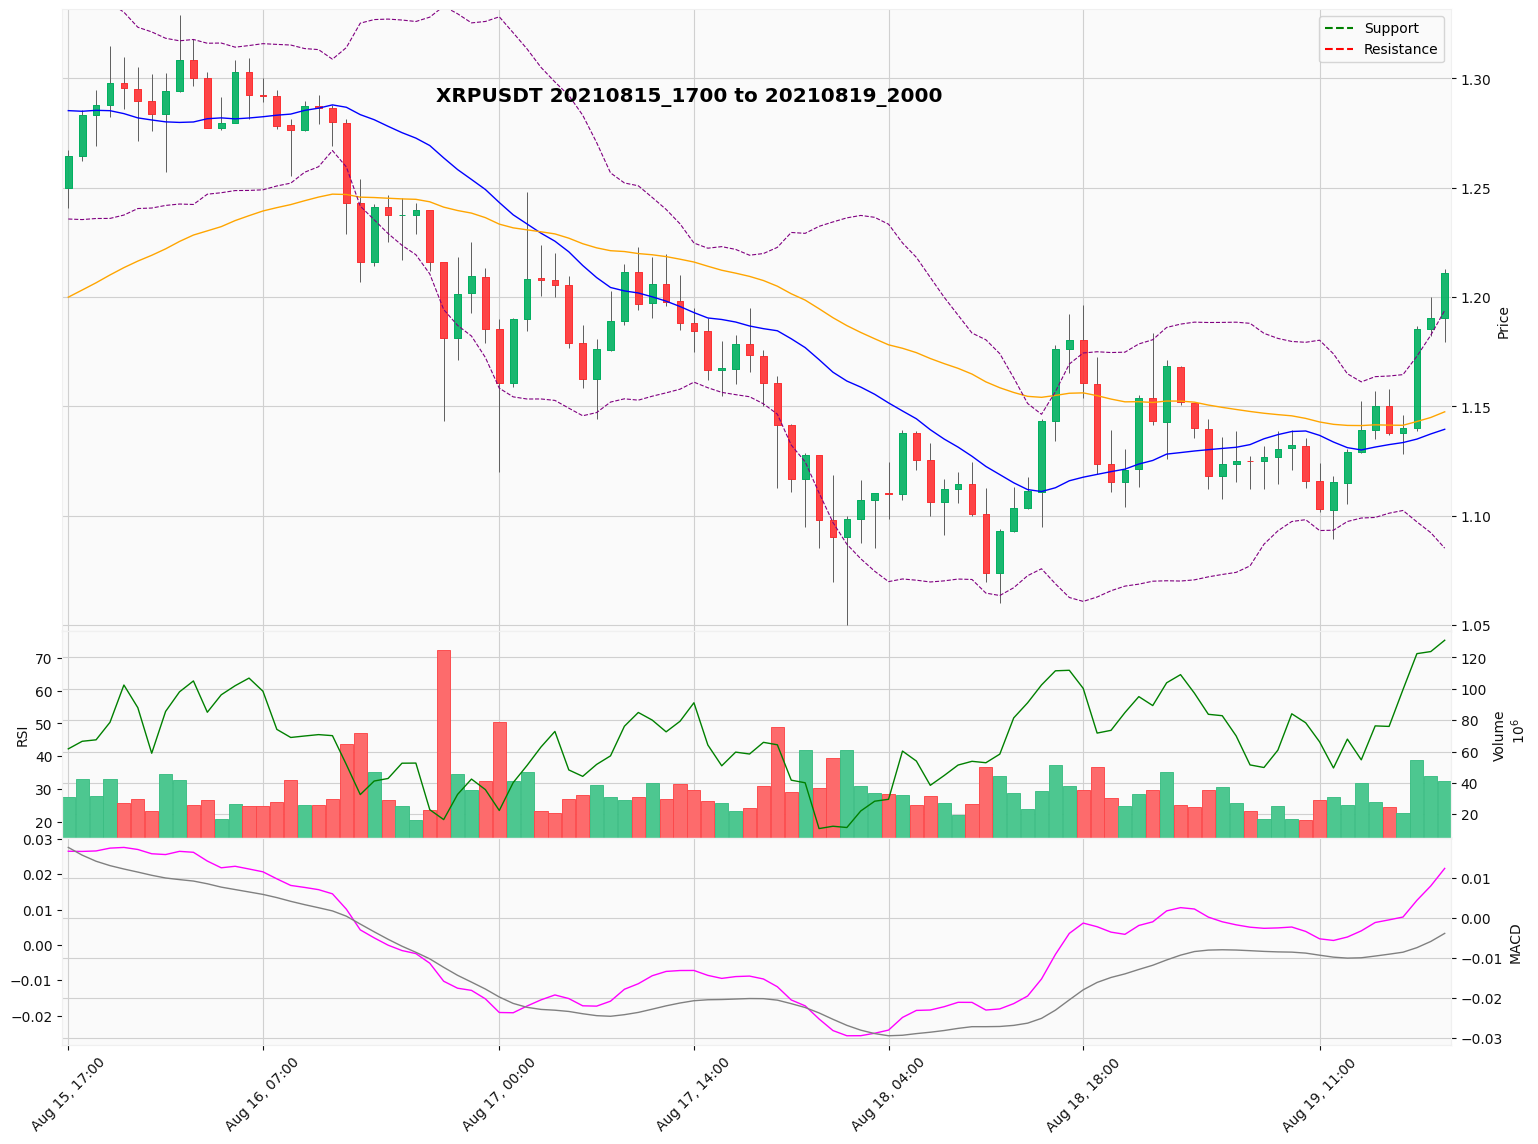 XRPUSDT 20210815_1700 to 20210819_2000
Support
Resistance
1.30
1.25
1.20
1.15
1.10
1.05
Price
70
60
50
40
30
20
RSI
120
100
80
60
40
20
Volume
10^6
0.03
0.02
0.01
0.00
−0.01
−0.02
0.01
0.00
−0.01
−0.02
−0.03
MACD
Aug 15, 17:00
Aug 16, 07:00
Aug 17, 00:00
Aug 17, 14:00
Aug 18, 04:00
Aug 18, 18:00
Aug 19, 11:00